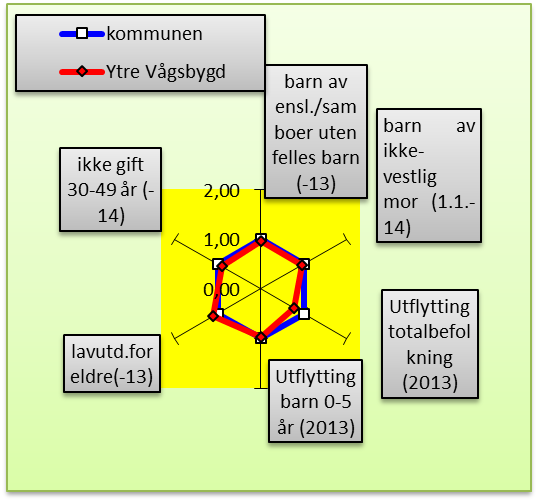 kommunen
Ytre Vågsbygd
barn av
ensl./sam
boer uten
felles barn
(-13)
barn av
ikke-
vestlig
mor (1.1.-
14)
ikke gift
30-49 år (-
14)
2,00
1,00
0,00
Utflytting
totalbefol
kning
(2013)
lavutd.for
eldre(-13)
Utflytting
barn 0-5
år (2013)